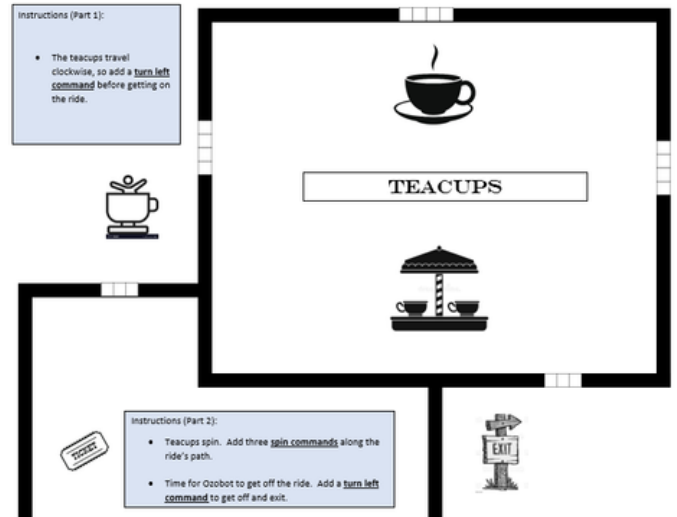 Instructions (Part 1):
• The teacups travel
clockwise, so add a turn left
command before getting on
the ride.
TEACUPS
Instructions (Part 2):
• Teacups spin. Add three spin commands along the
ride's path.
• Time for Ozobot to get off the ride. Add a turn left
command to get off and exit.
TICKET
EXIT